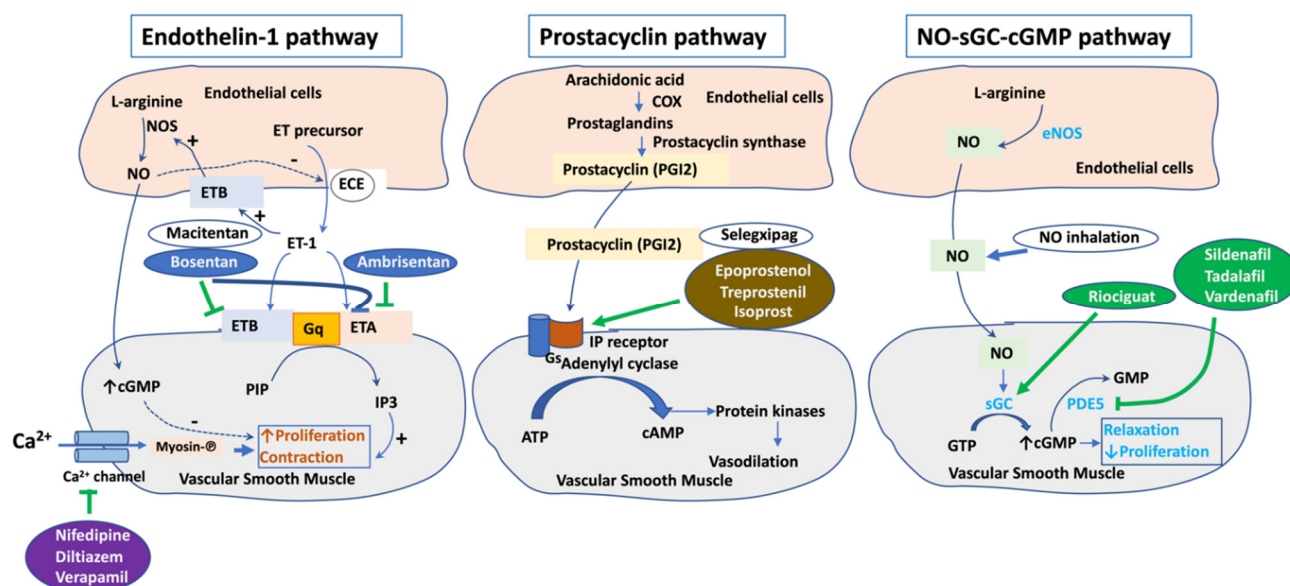 Endothelin-1 pathway
Endothelial cells
L-arginine
NOS
+
ET precursor
-
NO
ETB
ECE
+
Macitentan
ET-1
Bosentan
Ambrisentan
ETB
Gq
ETA
↑cGMP
PIP
IP3
-
+
Ca²⁺
Myosin-℗
↑Proliferation
Contraction
Ca²⁺ channel
Vascular Smooth Muscle
Nifedipine
Diltiazem
Verapamil
Prostacyclin pathway
Arachidonic acid
Endothelial cells
COX
Prostaglandins
Prostacyclin synthase
Prostacyclin (PGI2)
Prostacyclin (PGI2)
Selegxipag
Epoprostenol
Treprostenil
Isoprost
IP receptor
Gs
Adenylyl cyclase
ATP
cAMP
Protein kinases
Vasodilation
Vascular Smooth Muscle
NO-sGC-cGMP pathway
L-arginine
eNOS
NO
Endothelial cells
NO
NO inhalation
Sildenafil
Tadalafil
Vardenafil
Riociguat
NO
GMP
sGC
PDE5
GTP
↑cGMP
Relaxation
↓Proliferation
Vascular Smooth Muscle